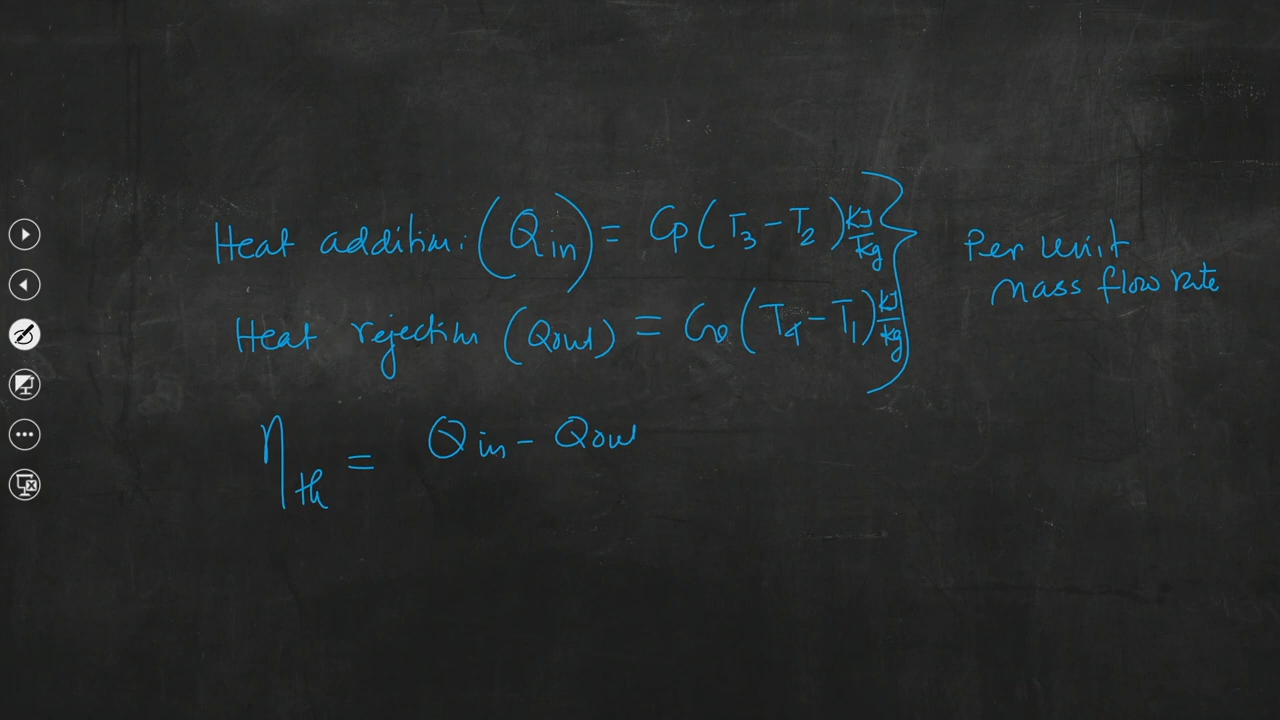 Heat addition: (Qin) = Cp (T3 - T2) kJ/kg
Heat rejection (Qout) = Cv (T4 - T1) kJ/kg
Per unit
mass flow rate
ηth = Qin - Qout